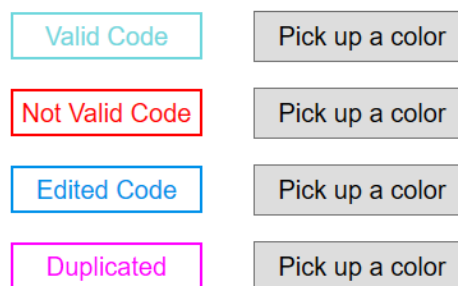 Valid Code Pick up a color
Not Valid Code Pick up a color
Edited Code Pick up a color
Duplicated Pick up a color